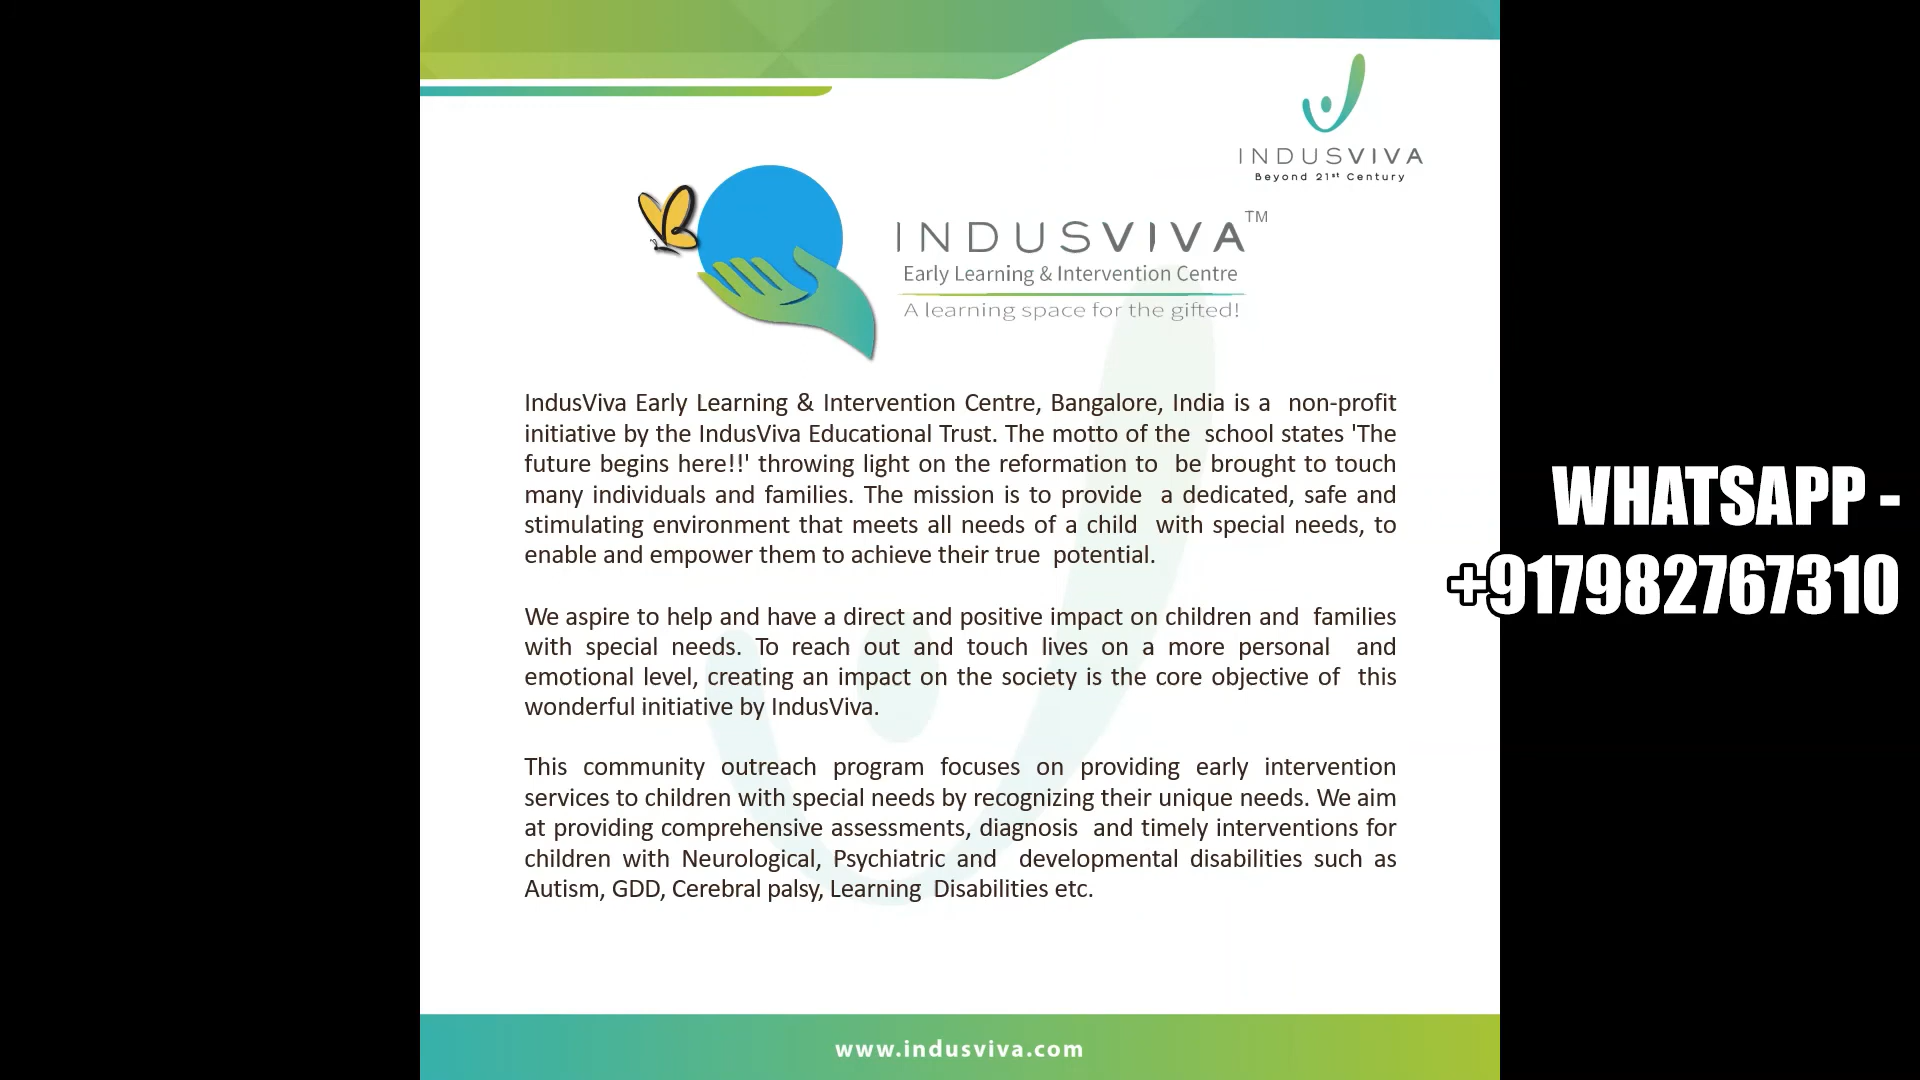 INDUSVIVA
Beyond 21st Century
INDUSVIVA™
Early Learning & Intervention Centre
A learning space for the gifted!
IndusViva Early Learning & Intervention Centre, Bangalore, India is a non-profit
initiative by the IndusViva Educational Trust. The motto of the school states 'The
future begins here!!' throwing light on the reformation to be brought to touch
many individuals and families. The mission is to provide a dedicated, safe and
stimulating environment that meets all needs of a child with special needs, to
enable and empower them to achieve their true potential.
We aspire to help and have a direct and positive impact on children and families
with special needs. To reach out and touch lives on a more personal and
emotional level, creating an impact on the society is the core objective of this
wonderful initiative by IndusViva.
This community outreach program focuses on providing early intervention
services to children with special needs by recognizing their unique needs. We aim
at providing comprehensive assessments, diagnosis and timely interventions for
children with Neurological, Psychiatric and developmental disabilities such as
Autism, GDD, Cerebral palsy, Learning Disabilities etc.
www.indusviva.com
WHATSAPP -
+917982767310